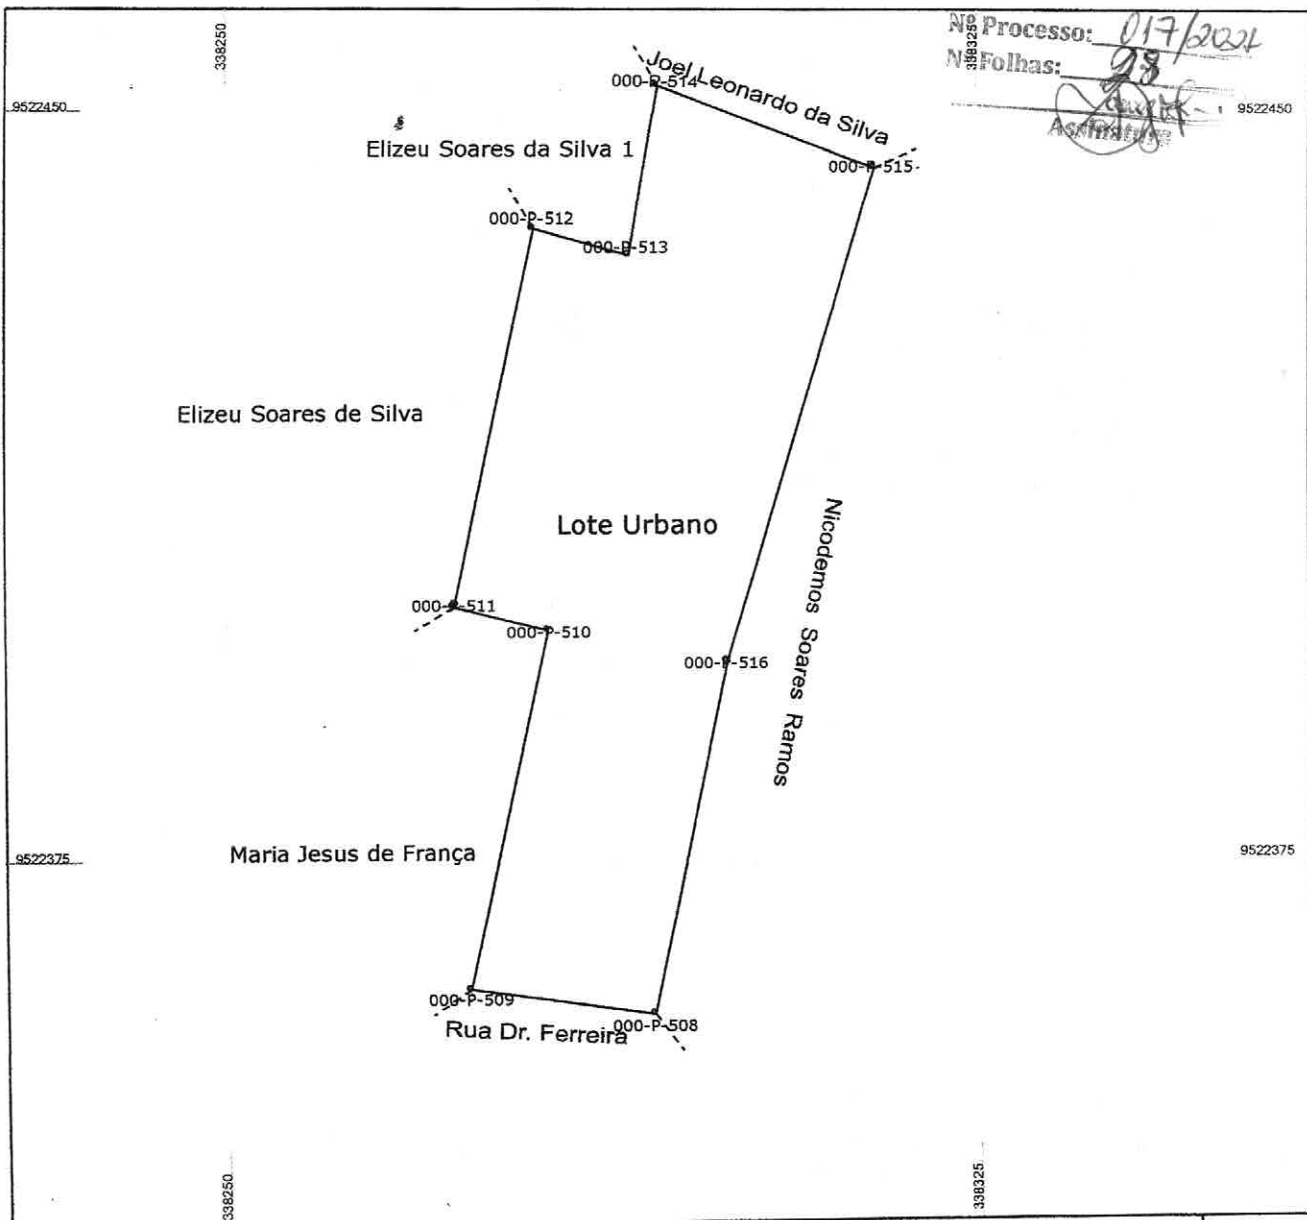 338250
338325
Nº Processo: 017/2021
Nº Folhas: 98
Assinatura
9522450
9522450
Joel Leonardo da Silva
000-P-514
Elizeu Soares da Silva 1
000-P-515
000-P-512
000-P-513
Elizeu Soares de Silva
Lote Urbano
Nicodemos Soares Ramos
000-P-511
000-P-510
000-P-516
Maria Jesus de França
9522375
9522375
000-P-509
000-P-508
Rua Dr. Ferreira
338250
338325